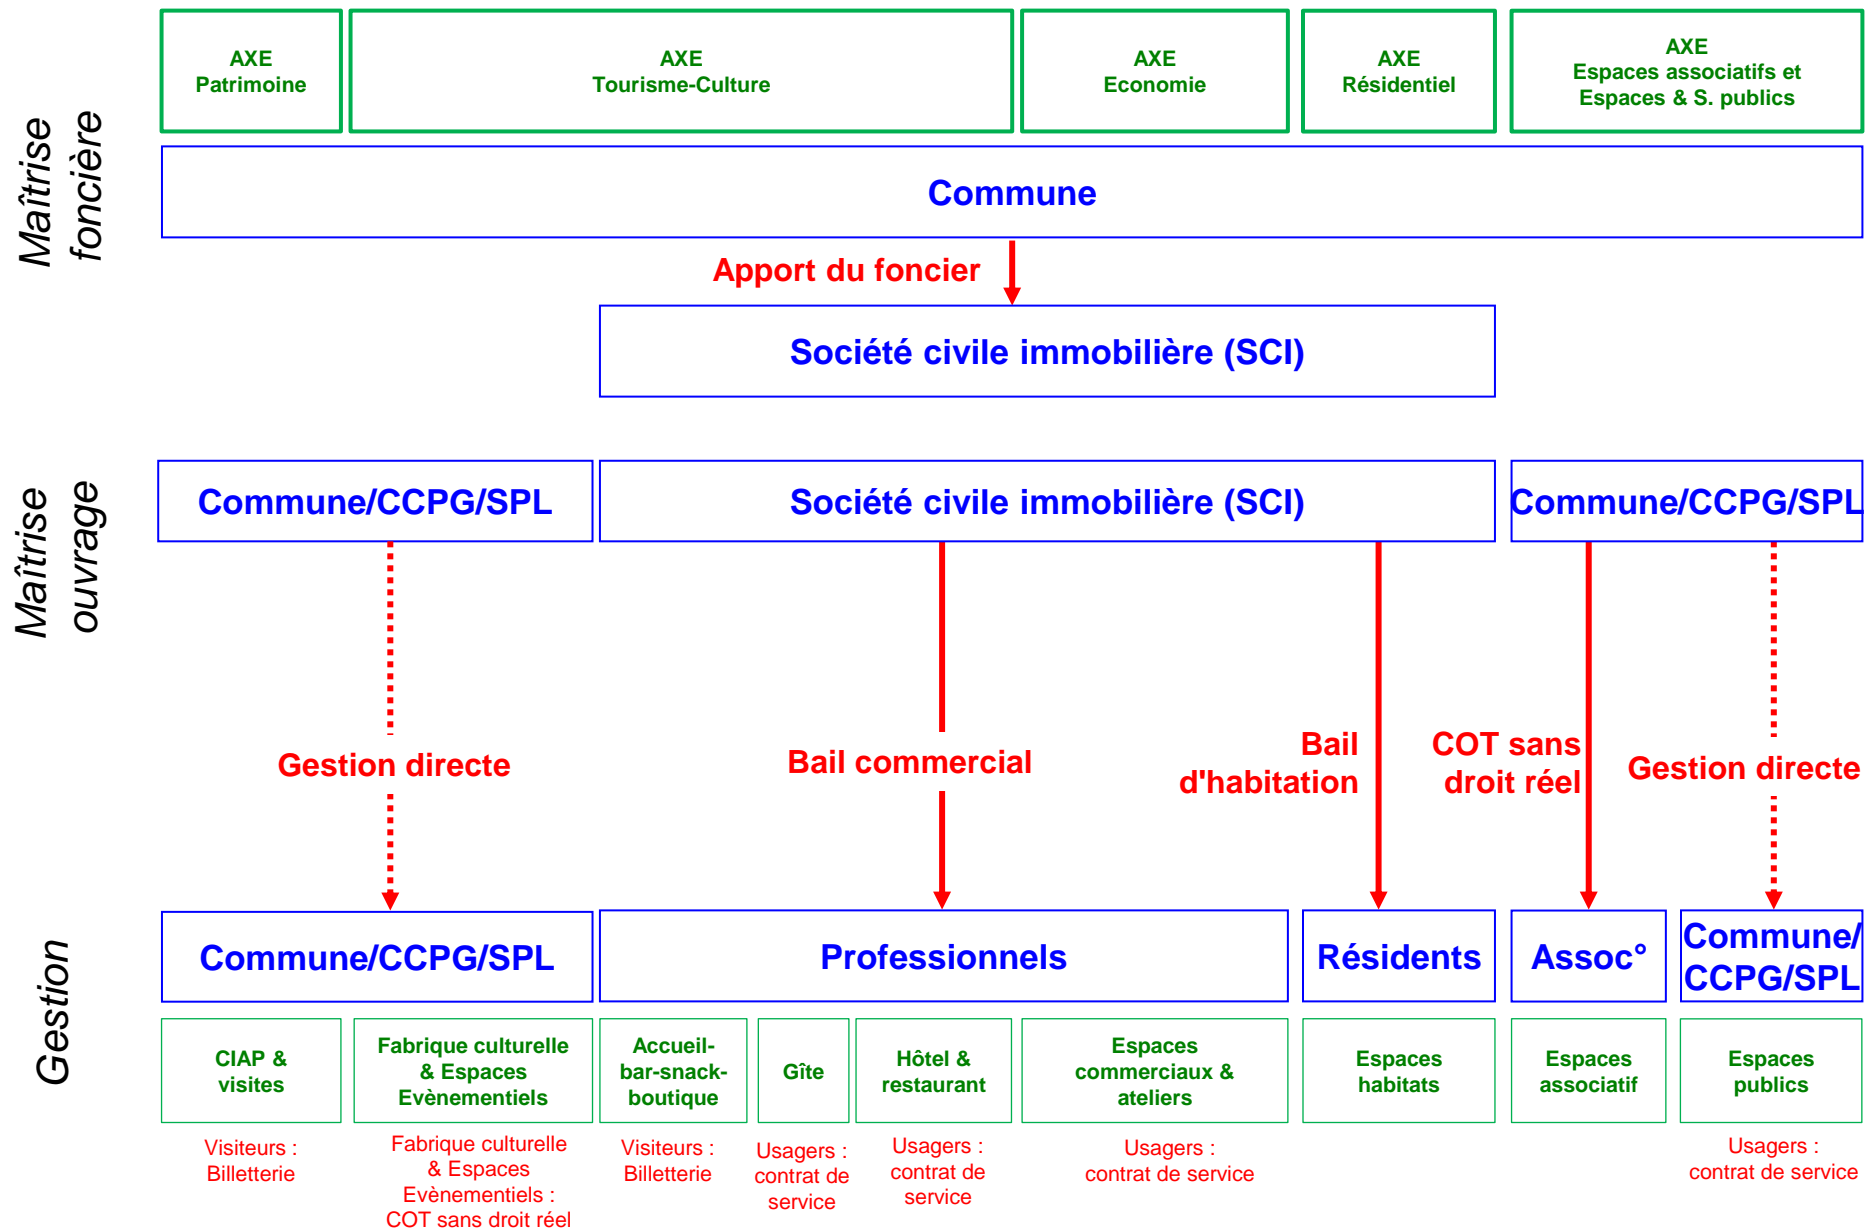 AXE
Patrimoine
AXE
Tourisme-Culture
AXE
Economie
AXE
Résidentiel
AXE
Espaces associatifs et
Espaces & S. publics
Maîtrise
foncière
Commune
Apport du foncier
Société civile immobilière (SCI)
Maîtrise
ouvrage
Commune/CCPG/SPL
Société civile immobilière (SCI)
Commune/CCPG/SPL
Gestion directe
Bail commercial
Bail
d'habitation
COT sans
droit réel
Gestion directe
Gestion
Commune/CCPG/SPL
Professionnels
Résidents
Assoc°
Commune/
CCPG/SPL
CIAP &
visites
Fabrique culturelle
& Espaces
Evènementiels
Accueil-
bar-snack-
boutique
Gîte
Hôtel &
restaurant
Espaces
commerciaux &
ateliers
Espaces
habitats
Espaces
associatif
Espaces
publics
Visiteurs :
Billetterie
Fabrique culturelle
& Espaces
Evènementiels :
COT sans droit réel
Visiteurs :
Billetterie
Usagers :
contrat de
service
Usagers :
contrat de
service
Usagers :
contrat de service
Usagers :
contrat de service